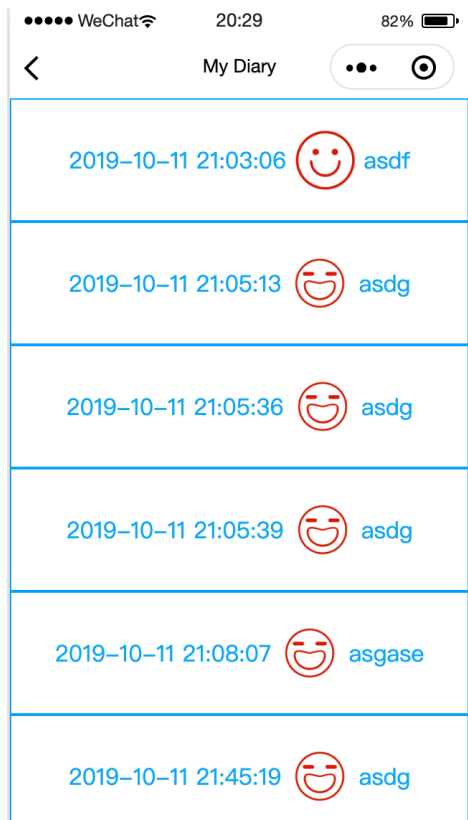 WeChat 20:29 82%
My Diary
2019-10-11 21:03:06 asdf
2019-10-11 21:05:13 asdg
2019-10-11 21:05:36 asdg
2019-10-11 21:05:39 asdg
2019-10-11 21:08:07 asgase
2019-10-11 21:45:19 asdg